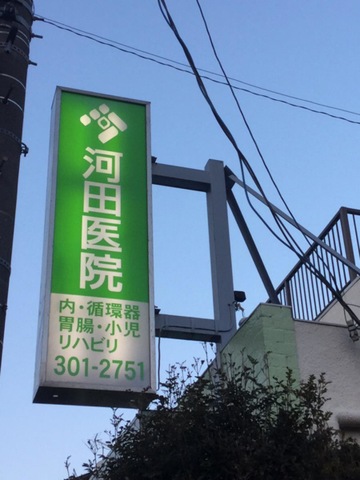 河田医院
内・循環器
胃腸・小児
リハビリ
301-2751